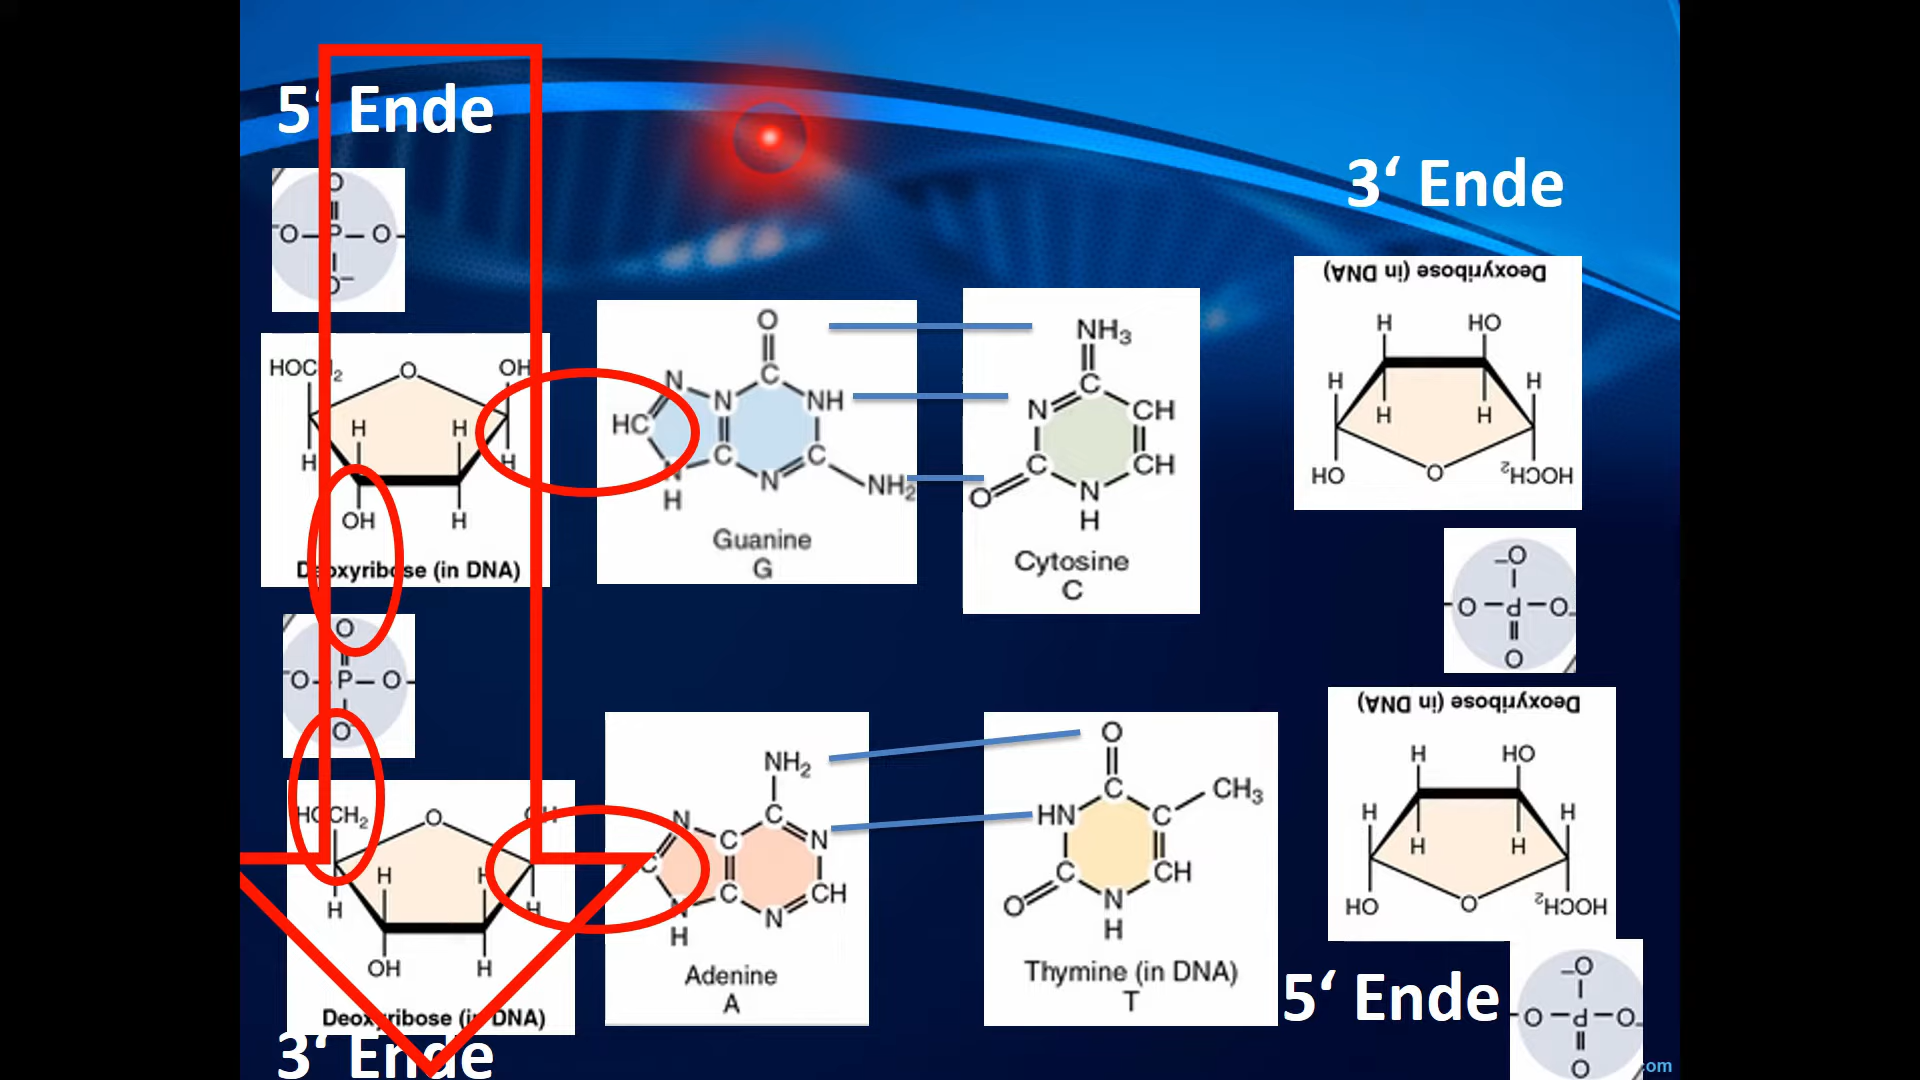 5‘ Ende
3‘ Ende
O
⁻O—P—O-
O⁻
HOCH₂
O
OH
H
H
H
H
OH
H
Deoxyribose (in DNA)
O
N
C
N
NH
HC
C
C
N
N
H
NH₂
Guanine
G
NH₃
C
N
CH
C
CH
O
N
H
Cytosine
C
Deoxyribose (in DNA)
H
HO
H
H
H
H
HO
O
HOCH₂
O
⁻O—P—O-
O
⁻O
-O—P—O-
O
HOCH₂
O
OH
H
H
H
H
OH
H
Deoxyribose (in DNA)
NH₂
N
C
C
N
C
C
CH
N
N
H
Adenine
A
O
C
CH₃
HN
C
C
CH
O
N
H
Thymine (in DNA)
T
Deoxyribose (in DNA)
H
HO
H
H
H
H
HO
O
HOCH₂
3‘ Ende
5‘ Ende
⁻O
-O—P—O-
O
com